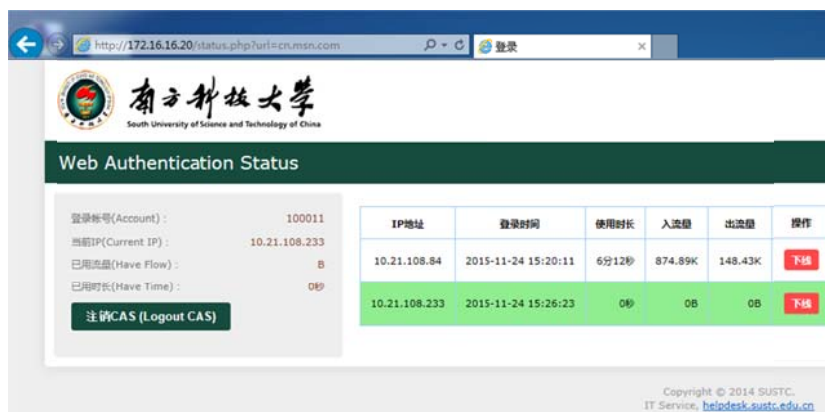 http://172.16.16.20/status.php?url=cn.msn.com
登录
南方科技大学
South University of Science and Technology of China
Web Authentication Status
登录帐号(Account) : 100011
当前IP(Current IP) : 10.21.108.233
已用流量(Have Flow) : B
已用时长(Have Time) : 0秒
注销CAS (Logout CAS)
IP地址 登录时间 使用时长 入流量 出流量 操作
10.21.108.84 2015-11-24 15:20:11 6分12秒 874.89K 148.43K 下线
10.21.108.233 2015-11-24 15:26:23 0秒 0B 0B 下线
Copyright © 2014 SUSTC.
IT Service, helpdesk.sustc.edu.cn